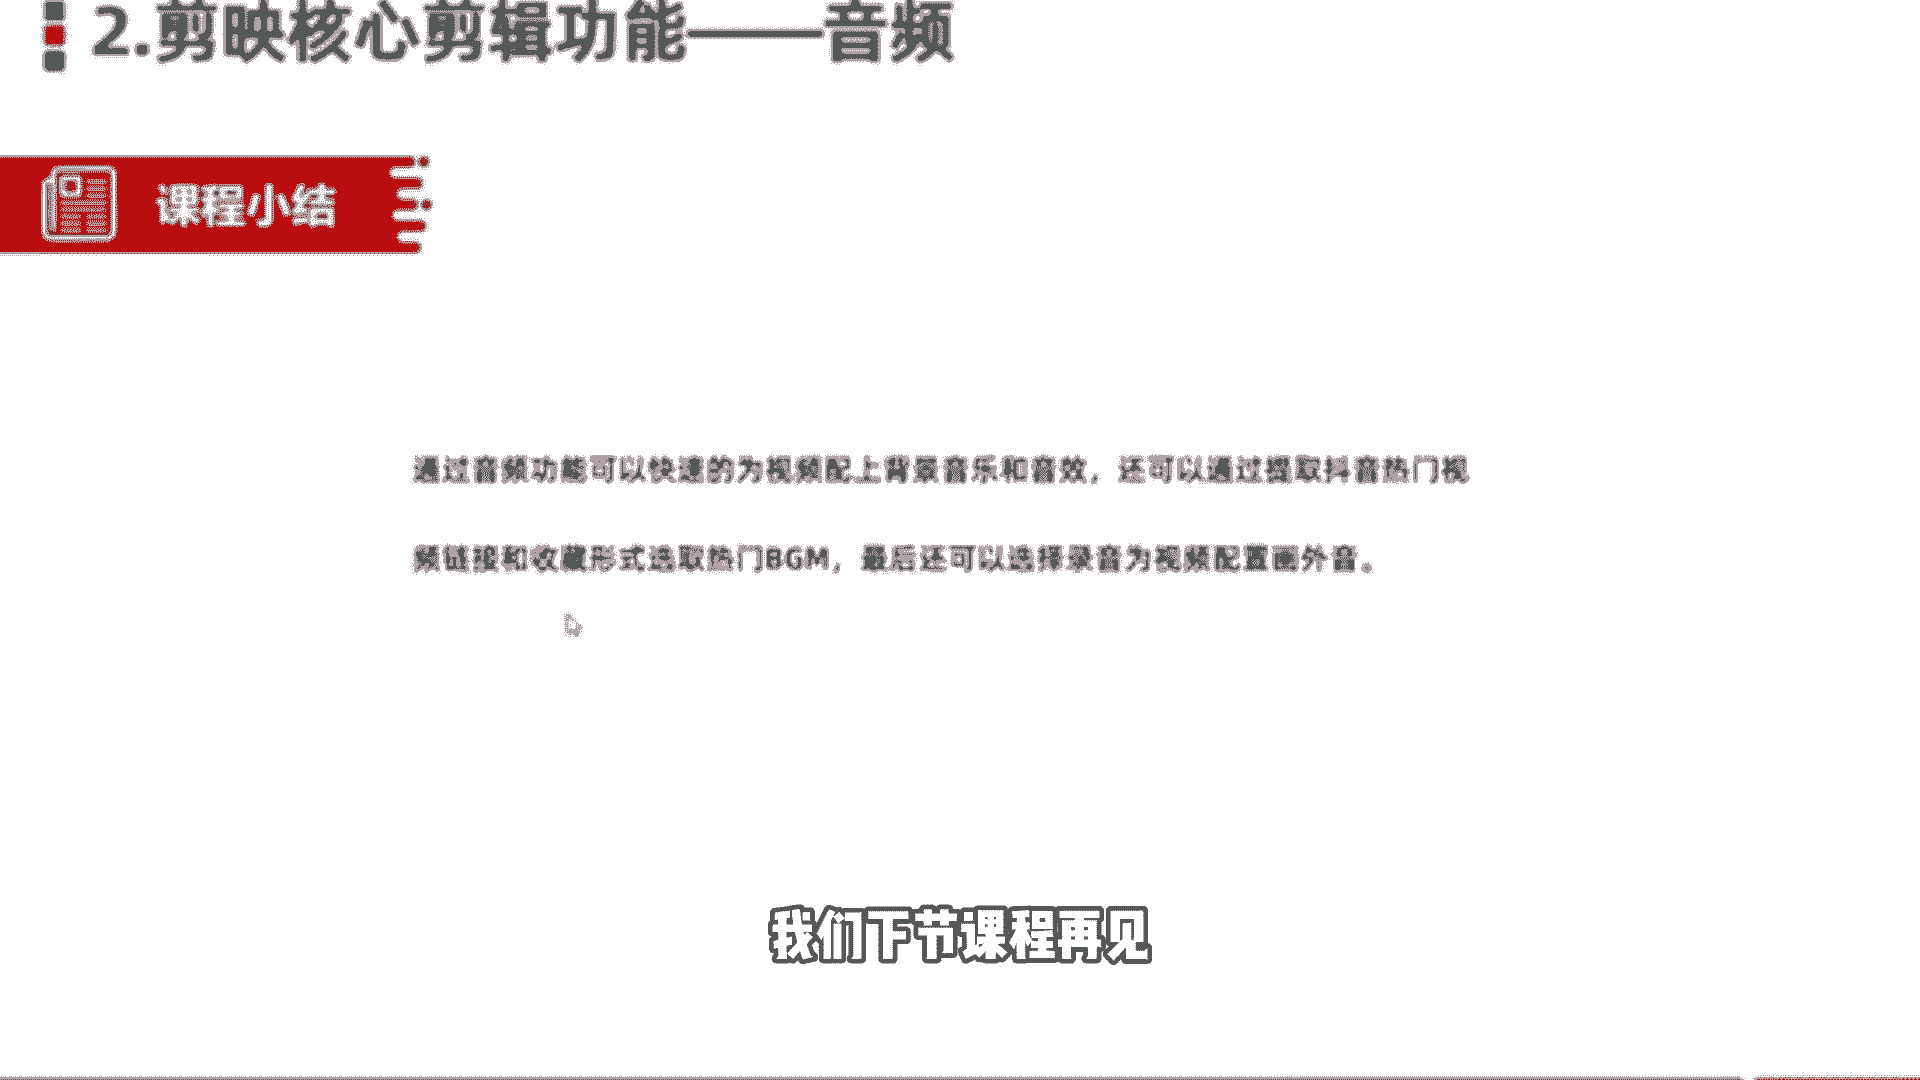 2.剪映核心剪辑功能——音频
课程小结
通过音频功能可以快速的为视频配上背景音乐和音效，还可以通过提取抖音热门视
频链接和收藏形式选取热门BGM，最后还可以选择录音为视频配置画外音。
我们下节课程再见